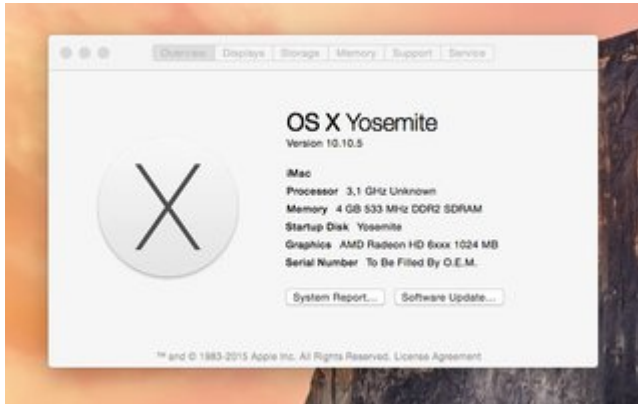 Overview Displays Storage Memory Support Service
OS X Yosemite
Version 10.10.5
iMac
Processor 3,1 GHz Unknown
Memory 4 GB 533 MHz DDR2 SDRAM
Startup Disk Yosemite
Graphics AMD Radeon HD 6xxx 1024 MB
Serial Number To Be Filled By O.E.M.
System Report... Software Update...
™ and © 1983-2015 Apple Inc. All Rights Reserved. License Agreement